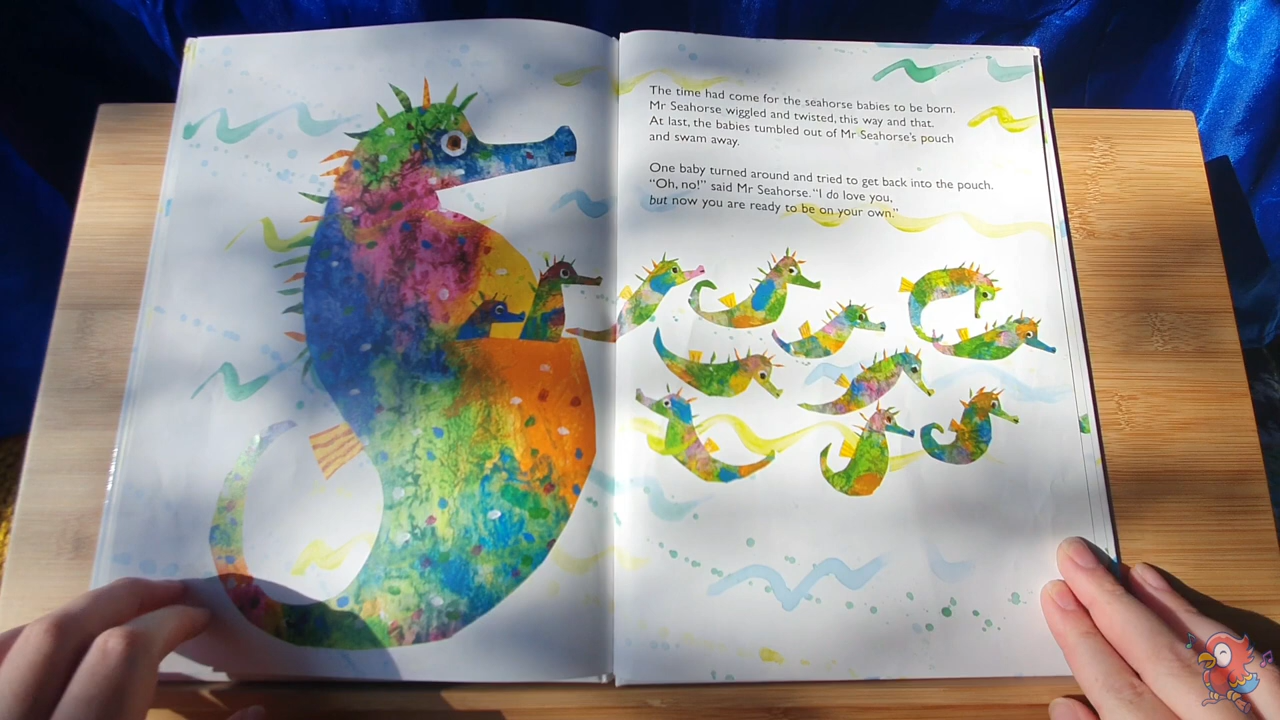 The time had come for the seahorse babies to be born.
Mr Seahorse wiggled and twisted, this way and that.
At last, the babies tumbled out of Mr Seahorse's pouch
and swam away.
One baby turned around and tried to get back into the pouch.
"Oh, no!" said Mr Seahorse. "I do love you,
but now you are ready to be on your own."